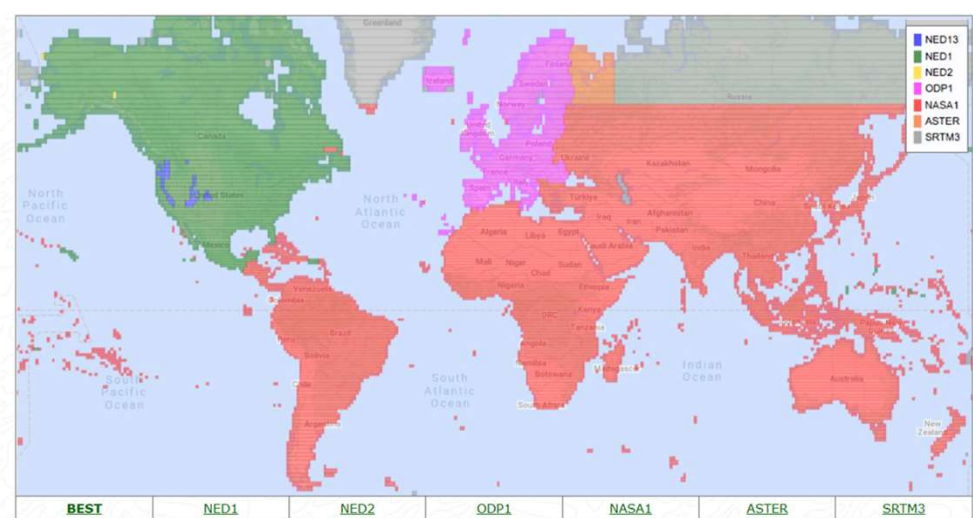 Greenland
NED13
NED1
NED2
ODP1
NASA1
ASTER
SRTM3
Iceland
Finland
Sweden
Norway
Russia
Canada
Poland
Germany
Ukraine
Kazakhstan
Mongolia
Spain
Türkiye
United States
China
North
Pacific
Ocean
North
Atlantic
Ocean
Iraq
Iran
Afghanistan
Pakistan
Algeria
Libya
Egypt
Saudi Arabia
Mexico
India
Mali
Niger
Chad
Sudan
Thailand
Nigeria
Ethiopia
Venezuela
Kenya
DRC
Tanzania
Brazil
Angola
Bolivia
Namibia
Botswana
Madagascar
Indian
Ocean
Australia
South
Pacific
Ocean
South
Atlantic
Ocean
Chile
South Africa
Argentina
New
Zealand
BEST NED1 NED2 ODP1 NASA1 ASTER SRTM3